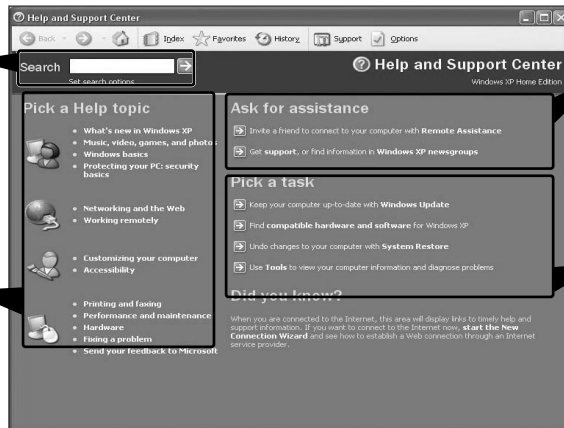 Help and Support Center
Back
Index
Favorites
History
Support
Options
Search
Set search options
Help and Support Center
Windows XP Home Edition
Pick a Help topic
What's new in Windows XP
Music, video, games, and photos
Windows basics
Protecting your PC: security
basics
Networking and the Web
Working remotely
Customizing your computer
Accessibility
Printing and faxing
Performance and maintenance
Hardware
Fixing a problem
Send your feedback to Microsoft
Ask for assistance
Invite a friend to connect to your computer with Remote Assistance
Get support, or find information in Windows XP newsgroups
Pick a task
Keep your computer up-to-date with Windows Update
Find compatible hardware and software for Windows XP
Undo changes to your computer with System Restore
Use Tools to view your computer information and diagnose problems
Did you know?
When you are connected to the Internet, this area will display links to timely help and
support information. If you want to connect to the Internet now, start the New
Connection Wizard and see how to establish a Web connection through an Internet
service provider.